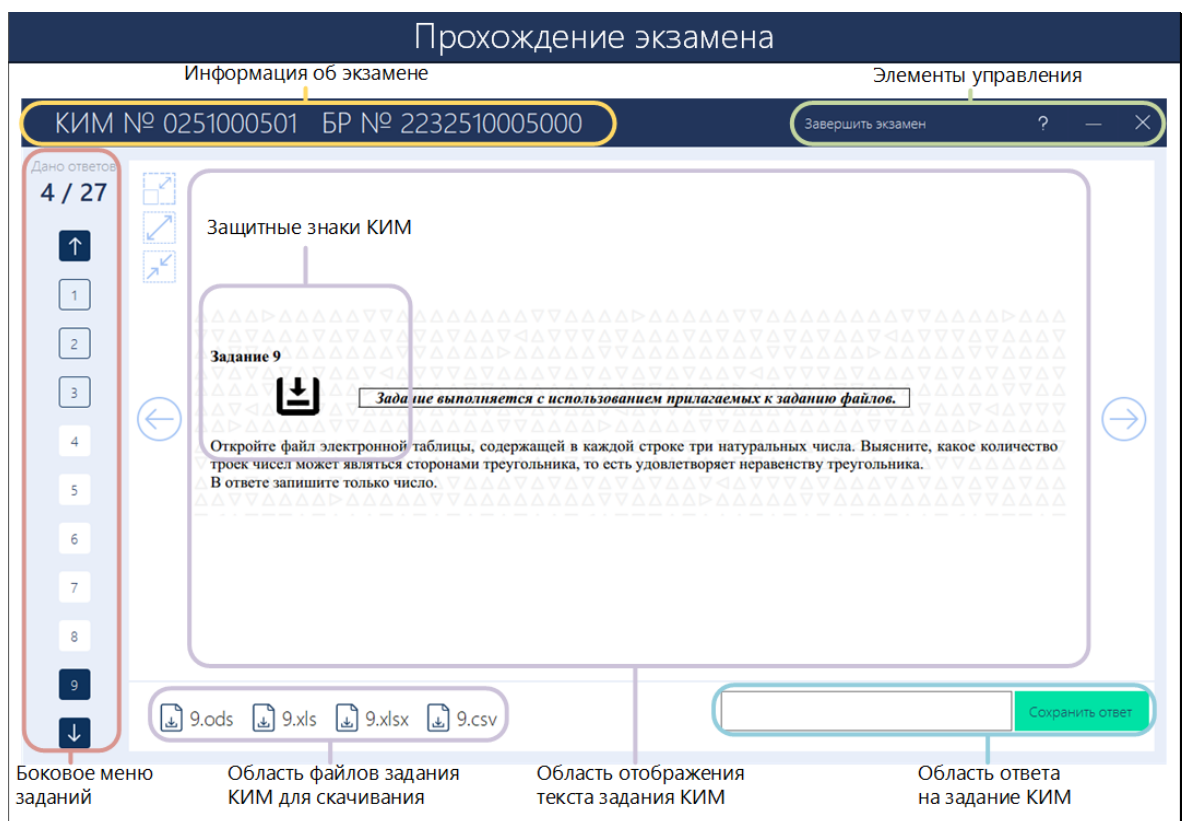 Прохождение экзамена
Информация об экзамене
Элементы управления
КИМ № 0251000501 БР № 2232510005000
Завершить экзамен ?
Дано ответов
4 / 27
1
2
3
4
5
6
7
8
9
Защитные знаки КИМ
Задание 9
Задание выполняется с использованием прилагаемых к заданию файлов.
Откройте файл электронной таблицы, содержащей в каждой строке три натуральных числа. Выясните, какое количество
троек чисел может являться сторонами треугольника, то есть удовлетворяет неравенству треугольника.
В ответе запишите только число.
9.ods 9.xls 9.xlsx 9.csv
Сохранить ответ
Боковое меню
заданий
Область файлов задания
КИМ для скачивания
Область отображения
текста задания КИМ
Область ответа
на задание КИМ